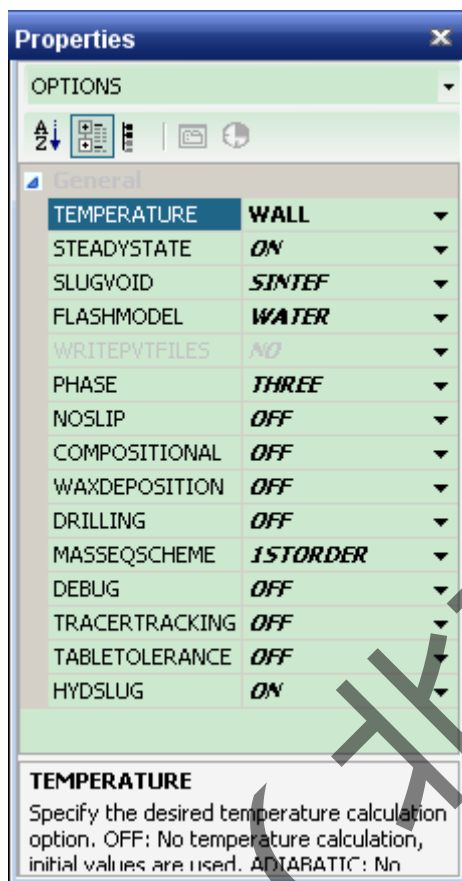 Properties
OPTIONS
General
TEMPERATURE WALL
STEADYSTATE ON
SLUGVOID SINTEF
FLASHMODEL WATER
WRITEPVTFILES NO
PHASE THREE
NOSLIP OFF
COMPOSITIONAL OFF
WAXDEPOSITION OFF
DRILLING OFF
MASSEQSCHEME 1STORDER
DEBUG OFF
TRACERTRACKING OFF
TABLETOLERANCE OFF
HYDSLUG ON
TEMPERATURE
Specify the desired temperature calculation
option. OFF: No temperature calculation,
initial values are used. ADIABATIC: No